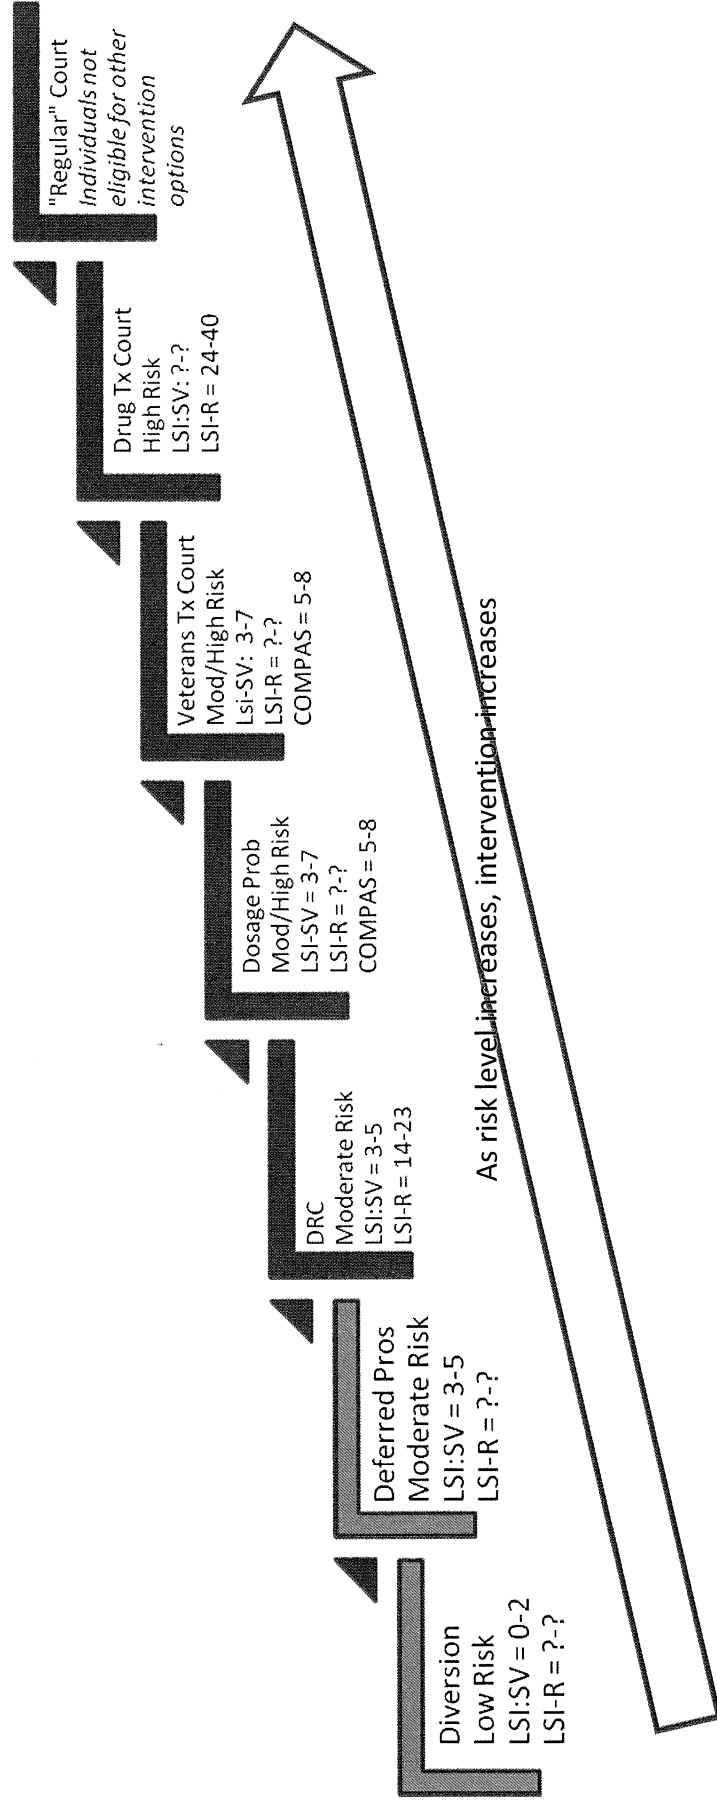 Diversion
Low Risk
LSI:SV = 0-2
LSI-R = ?-?
Deferred Pros
Moderate Risk
LSI:SV = 3-5
LSI-R = ?-?
DRC
Moderate Risk
LSI:SV = 3-5
LSI-R = 14-23
Dosage Prob
Mod/High Risk
LSI-SV = 3-7
LSI-R = ?-?
COMPAS = 5-8
Veterans Tx Court
Mod/High Risk
Lsi-SV: 3-7
LSI-R = ?-?
COMPAS = 5-8
Drug Tx Court
High Risk
LSI:SV: ?-?
LSI-R = 24-40
"Regular" Court
Individuals not
eligible for other
intervention
options
As risk level increases, intervention increases